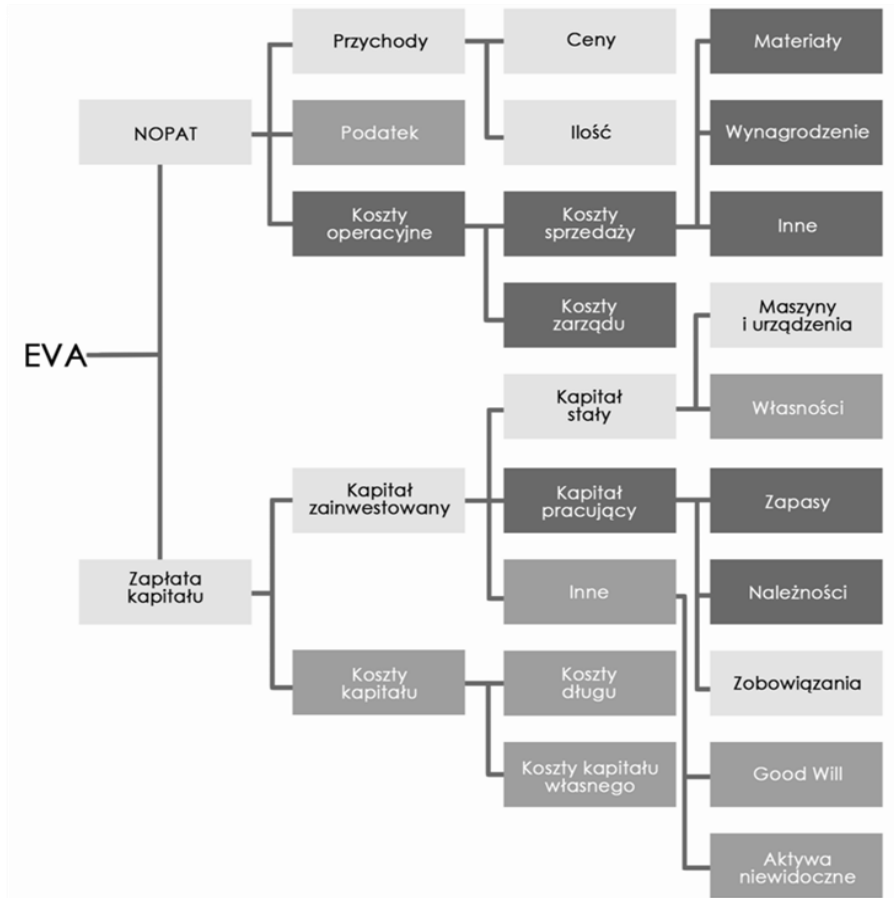 Przychody
Ceny
Materiały
NOPAT
Podatek
Ilość
Wynagrodzenie
Koszty
operacyjne
Koszty
sprzedaży
Inne
Koszty
zarządu
Maszyny
i urządzenia
EVA
Kapitał
stały
Własności
Kapitał
zainwestowany
Kapitał
pracujący
Zapasy
Zapłata
kapitału
Inne
Należności
Koszty
kapitału
Koszty
długu
Zobowiązania
Koszty kapitału
własnego
Good Will
Aktywa
niewidoczne